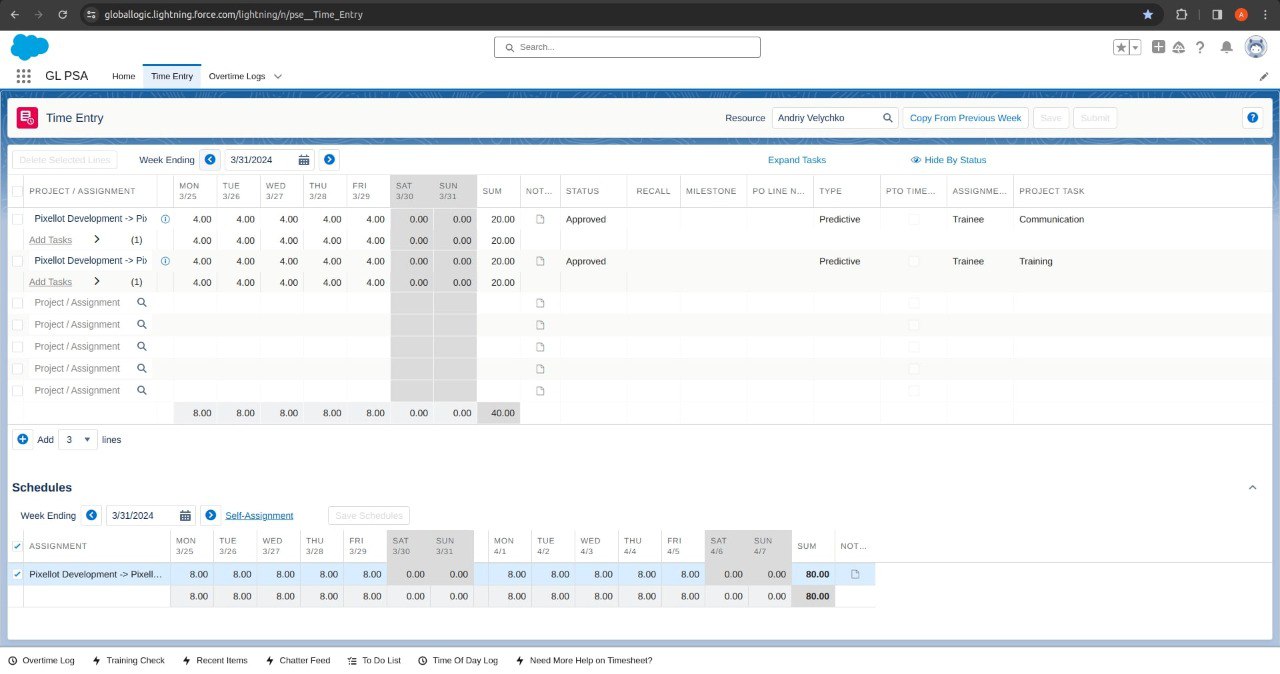 globallogic.lightning.force.com/lightning/n/pse__Time_Entry A
Search...
GL PSA Home Time Entry Overtime Logs
Time Entry Resource Andriy Velychko Copy From Previous Week Save Submit
Delete Selected Lines Week Ending 3/31/2024 Expand Tasks Hide By Status
PROJECT / ASSIGNMENT MON 3/25 TUE 3/26 WED 3/27 THU 3/28 FRI 3/29 SAT 3/30 SUN 3/31 SUM NOT... STATUS RECALL MILESTONE PO LINE N... TYPE PTO TIME... ASSIGNME... PROJECT TASK
Pixellot Development -> Pix 4.00 4.00 4.00 4.00 4.00 0.00 0.00 20.00 Approved Predictive Trainee Communication
Add Tasks (1) 4.00 4.00 4.00 4.00 4.00 0.00 0.00 20.00
Pixellot Development -> Pix 4.00 4.00 4.00 4.00 4.00 0.00 0.00 20.00 Approved Predictive Trainee Training
Add Tasks (1) 4.00 4.00 4.00 4.00 4.00 0.00 0.00 20.00
Project / Assignment
Project / Assignment
Project / Assignment
Project / Assignment
Project / Assignment
8.00 8.00 8.00 8.00 8.00 0.00 0.00 40.00
Add 3 lines
Schedules
Week Ending 3/31/2024 Self-Assignment Save Schedules
ASSIGNMENT MON 3/25 TUE 3/26 WED 3/27 THU 3/28 FRI 3/29 SAT 3/30 SUN 3/31 MON 4/1 TUE 4/2 WED 4/3 THU 4/4 FRI 4/5 SAT 4/6 SUN 4/7 SUM NOT...
Pixellot Development -> Pixell... 8.00 8.00 8.00 8.00 8.00 0.00 0.00 8.00 8.00 8.00 8.00 8.00 0.00 0.00 80.00
8.00 8.00 8.00 8.00 8.00 0.00 0.00 8.00 8.00 8.00 8.00 8.00 0.00 0.00 80.00
Overtime Log Training Check Recent Items Chatter Feed To Do List Time Of Day Log Need More Help on Timesheet?